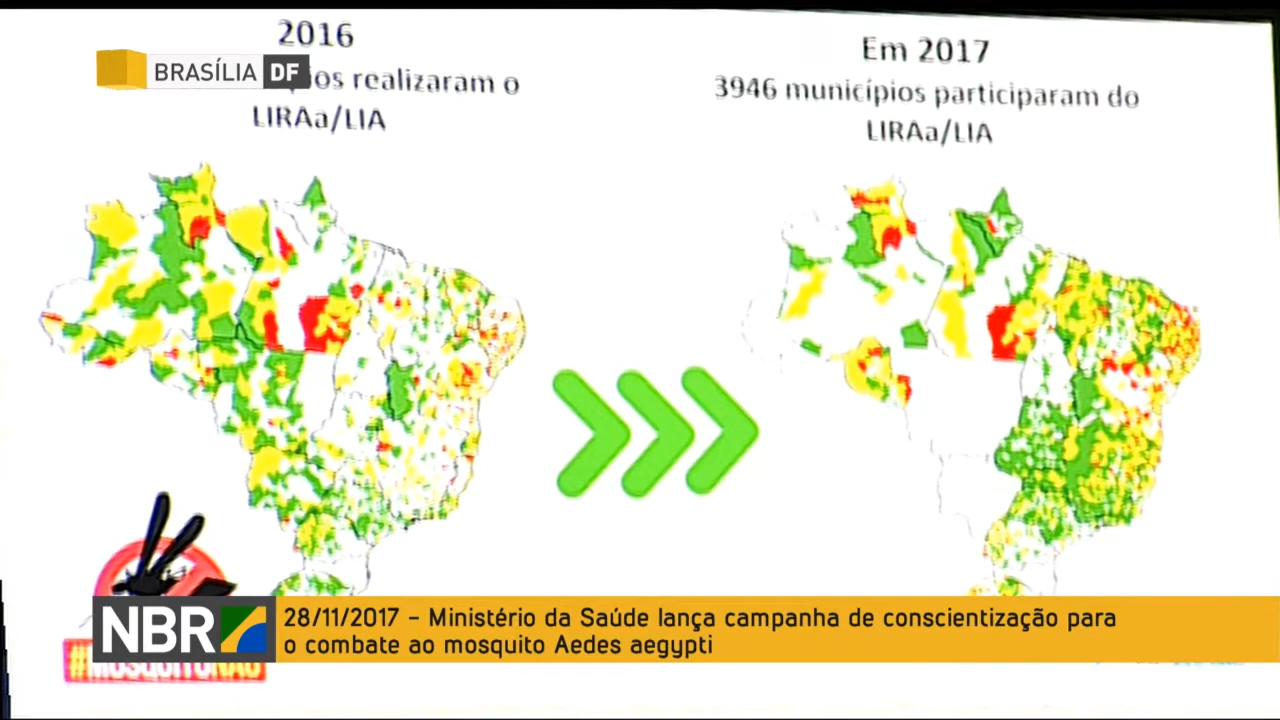 2016
BRASÍLIA DF
realizaram o
LIRAa/LIA
Em 2017
3946 municípios participaram do
LIRAa/LIA
NBR
28/11/2017 – Ministério da Saúde lança campanha de conscientização para
o combate ao mosquito Aedes aegypti
#MOSQUITONÃO